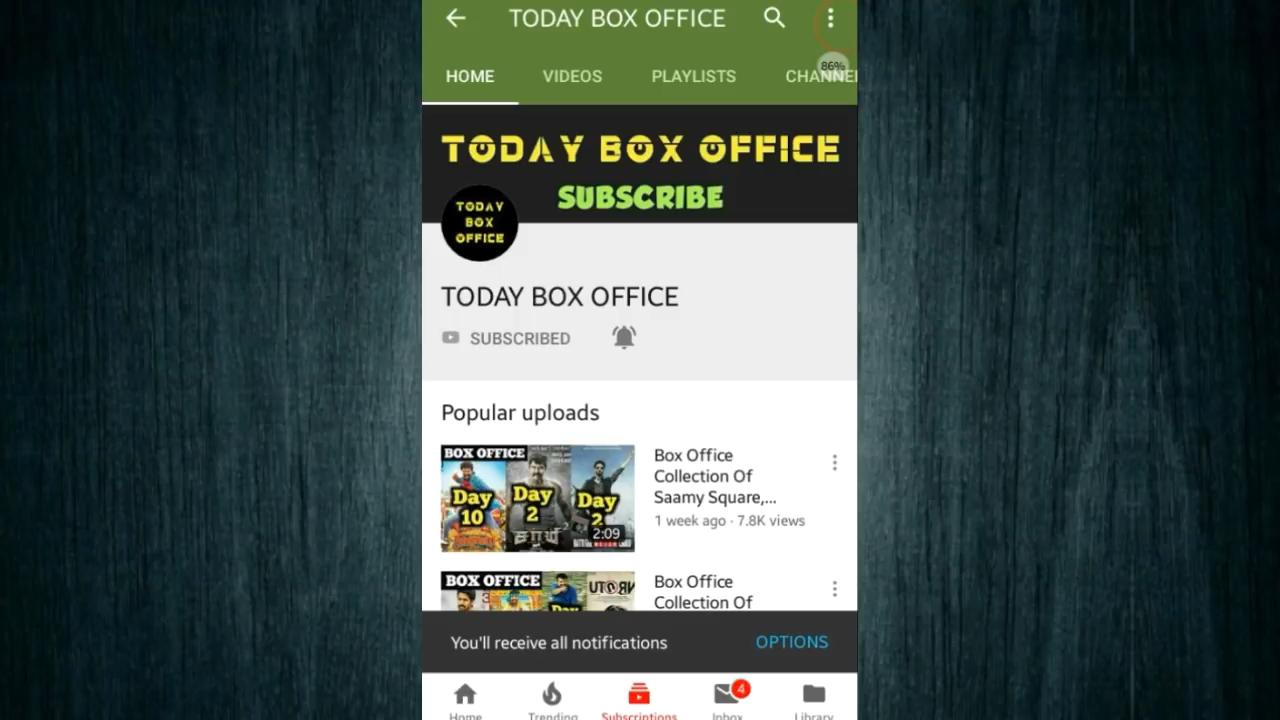 TODAY BOX OFFICE
86%
HOME VIDEOS PLAYLISTS CHANNEL
TODAY BOX OFFICE
SUBSCRIBE
TODAY
BOX
OFFICE
TODAY BOX OFFICE
SUBSCRIBED
Popular uploads
BOX OFFICE
Day
10
Day
2
Day
2
2:09
Box Office
Collection Of
Saamy Square,...
1 week ago · 7.8K views
BOX OFFICE
Day
Box Office
Collection Of
You'll receive all notifications
OPTIONS
4
Home Trending Subscriptions Inbox Library